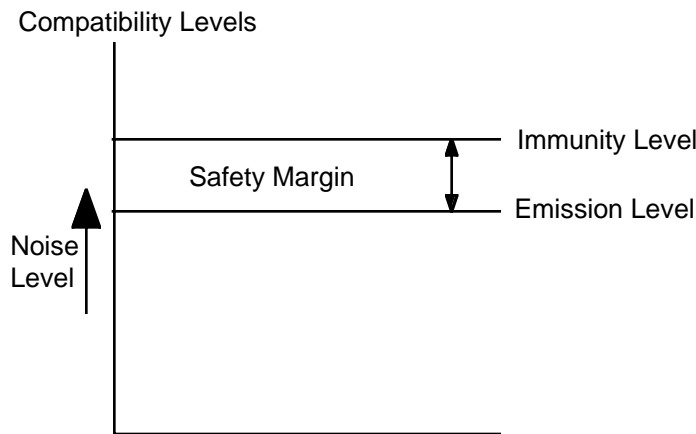 Compatibility Levels
Immunity Level
Safety Margin
Emission Level
Noise
Level